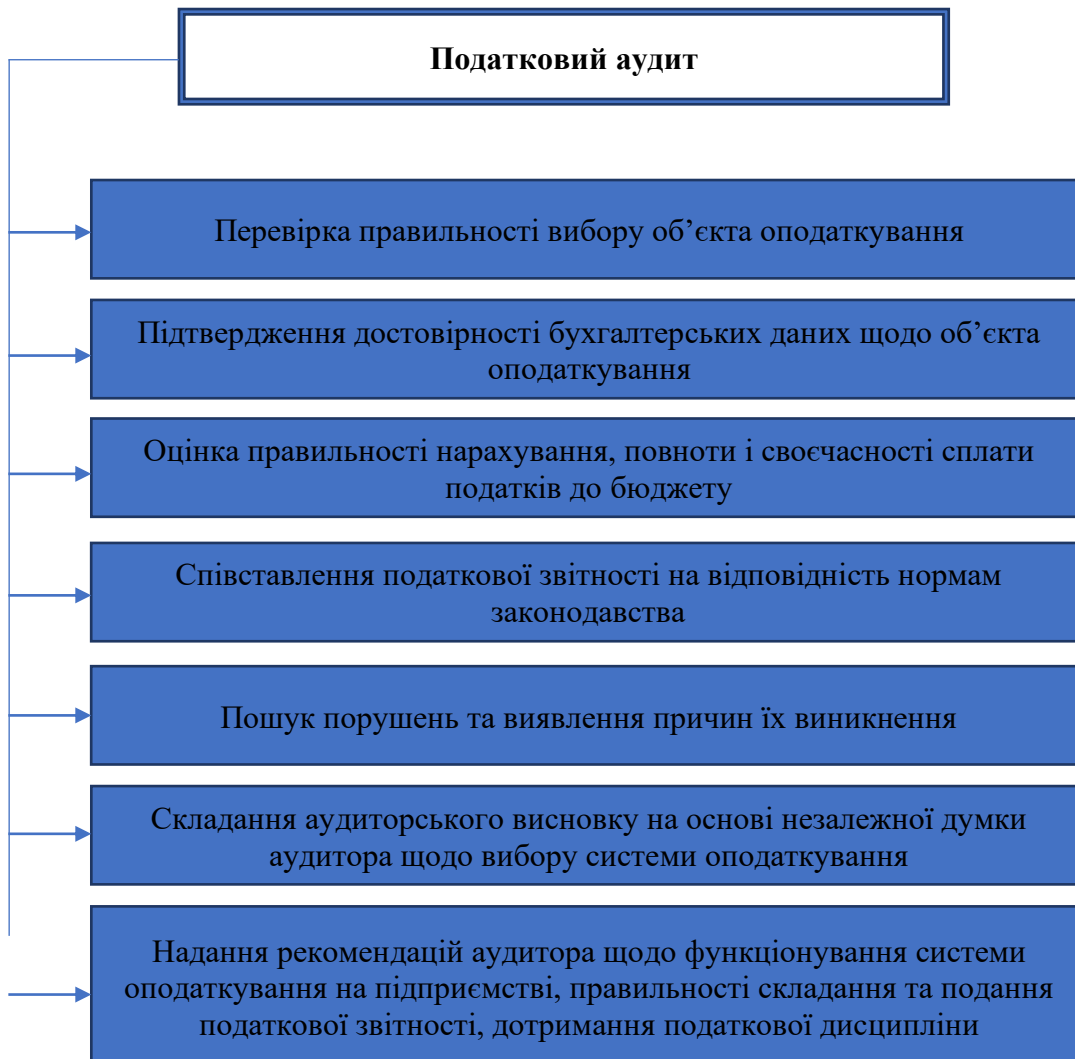 Податковий аудит
Перевірка правильності вибору об’єкта оподаткування
Підтвердження достовірності бухгалтерських даних щодо об’єкта
оподаткування
Оцінка правильності нарахування, повноти і своєчасності сплати
податків до бюджету
Співставлення податкової звітності на відповідність нормам
законодавства
Пошук порушень та виявлення причин їх виникнення
Складання аудиторського висновку на основі незалежної думки
аудитора щодо вибору системи оподаткування
Надання рекомендацій аудитора щодо функціонування системи
оподаткування на підприємстві, правильності складання та подання
податкової звітності, дотримання податкової дисципліни